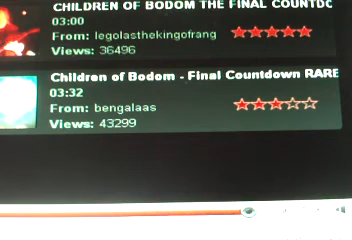 CHILDREN OF BODOM THE FINAL COUNTDO
03:00
From: legolasthekingofrang
Views: 36496
Children of Bodom - Final Countdown RARE
03:32
From: bengalaas
Views: 43299